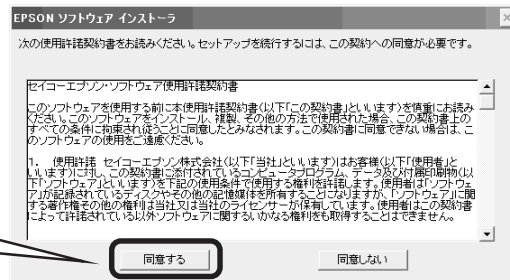 EPSON ソフトウェア インストーラ
次の使用許諾契約書をお読みください。セットアップを続行するには、この契約への同意が必要です。
セイコーエプソン・ソフトウェア使用許諾契約書
このソフトウェアを使用する前に本使用許諾契約書(以下「この契約書」といいます)を慎重にお読み
ください。このソフトウェアをインストール、複製、その他の方法で使用された場合、この契約書上の
すべての条件に拘束され従うことに同意したとみなされます。この契約書に同意できない場合は、こ
のソフトウェアの使用をご遠慮ください。
1. 使用許諾 セイコーエプソン株式会社(以下「当社」といいます)はお客様(以下「使用者」と
いいます)に対し、この契約書に添付されているコンピュータプログラム、データ及び付属印刷物(以
下「ソフトウェア」といいます)を下記の使用条件で使用する権利を許諾します。使用者は「ソフトウェ
ア」が記録されているディスクやその他の記憶媒体を所有することになりますが、「ソフトウェア」に関
する著作権その他の権利は当社又は当社のライセンサーが保有しています。使用者はこの契約書
によって許諾されている以外ソフトウェアに関するいかなる権利をも取得することはできません。
同意する
同意しない